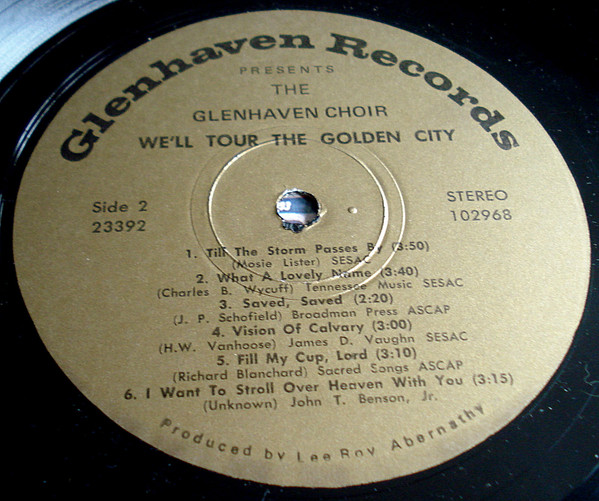 Glenhaven Records
PRESENTS
THE
GLENHAVEN CHOIR
WE'LL TOUR THE GOLDEN CITY
Side 2
23392
STEREO
102968
1. Till The Storm Passes By (3:50)
(Mosie Lister) SESAC
2. What A Lovely Name (3:40)
(Charles B. Wycuff) Tennessee Music SESAC
3. Saved, Saved (2:20)
(J. P. Schofield) Broadman Press ASCAP
4. Vision Of Calvary (3:00)
(H.W. Vanhoose) James D. Vaughn SESAC
5. Fill My Cup, Lord (3:10)
(Richard Blanchard) Sacred Songs ASCAP
6. I Want To Stroll Over Heaven With You (3:15)
(Unknown) John T. Benson, Jr.
Produced by Lee Roy Abernathy